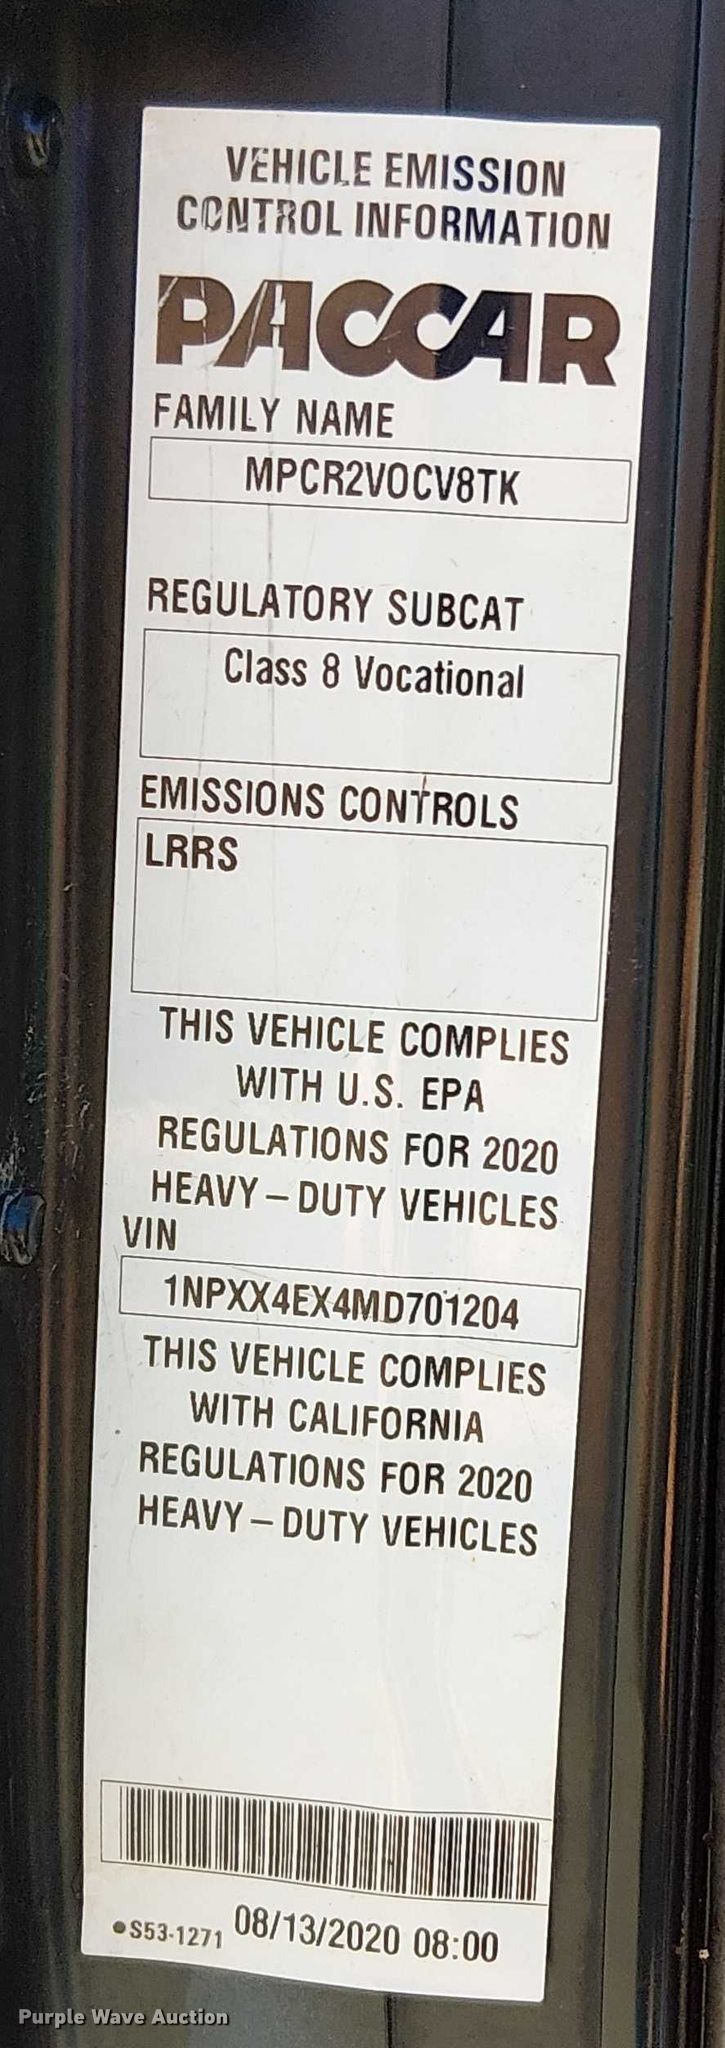 VEHICLE EMISSION
CONTROL INFORMATION
PACCAR
FAMILY NAME
MPCR2VOCV8TK
REGULATORY SUBCAT
Class 8 Vocational
EMISSIONS CONTROLS
LRRS
THIS VEHICLE COMPLIES
WITH U.S. EPA
REGULATIONS FOR 2020
HEAVY – DUTY VEHICLES
VIN
1NPXX4EX4MD701204
THIS VEHICLE COMPLIES
WITH CALIFORNIA
REGULATIONS FOR 2020
HEAVY – DUTY VEHICLES
●S53-1271 08/13/2020 08:00
Purple Wave Auction